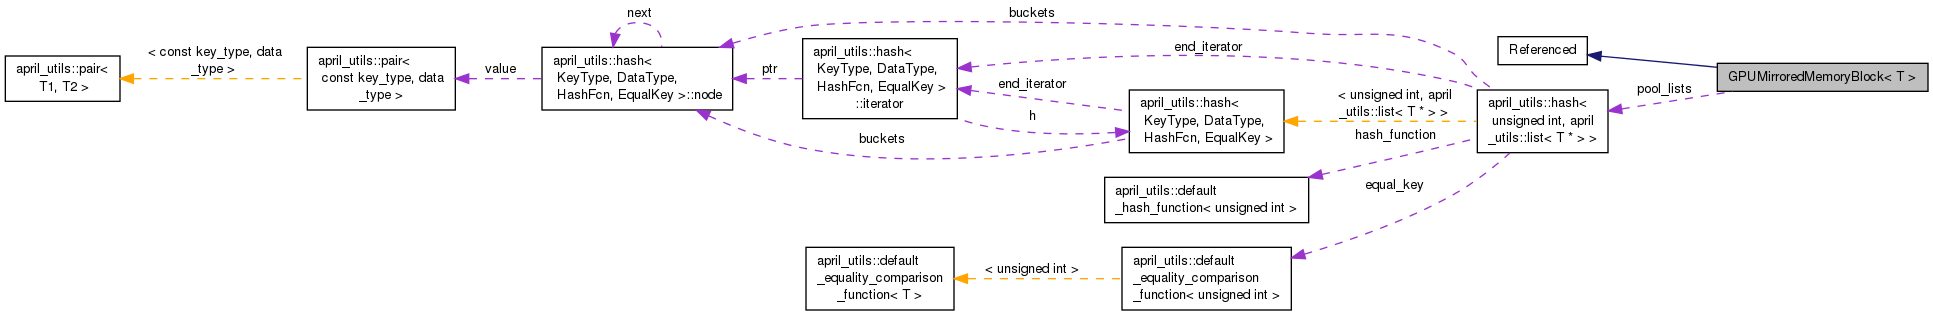 april_utils::pair<
T1, T2 >
< const key_type, data
_type >
april_utils::pair<
const key_type, data
_type >
value
next
april_utils::hash<
KeyType, DataType,
HashFcn, EqualKey >::node
ptr
buckets
april_utils::hash<
KeyType, DataType,
HashFcn, EqualKey >
::iterator
end_iterator
end_iterator
h
buckets
april_utils::hash<
KeyType, DataType,
HashFcn, EqualKey >
< unsigned int, april
_utils::list< T * > >
hash_function
equal_key
april_utils::hash<
unsigned int, april
_utils::list< T * > >
Referenced
pool_lists
GPUMirroredMemoryBlock< T >
april_utils::default
_hash_function< unsigned int >
april_utils::default
_equality_comparison
_function< T >
< unsigned int >
april_utils::default
_equality_comparison
_function< unsigned int >